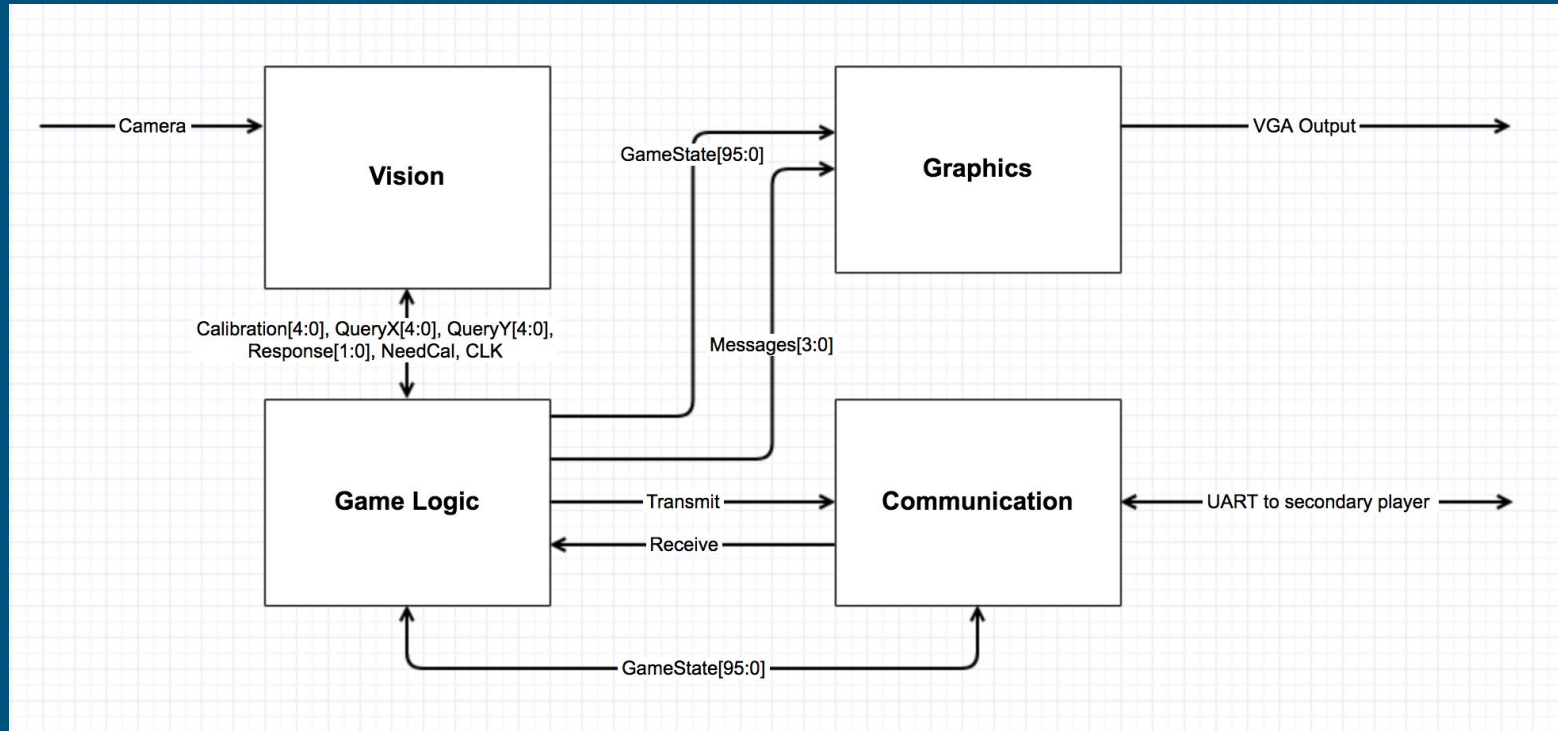 Camera
Vision
GameState[95:0]
Graphics
VGA Output
Calibration[4:0], QueryX[4:0], QueryY[4:0],
Response[1:0], NeedCal, CLK
Messages[3:0]
Game Logic
Transmit
Receive
Communication
UART to secondary player
GameState[95:0]